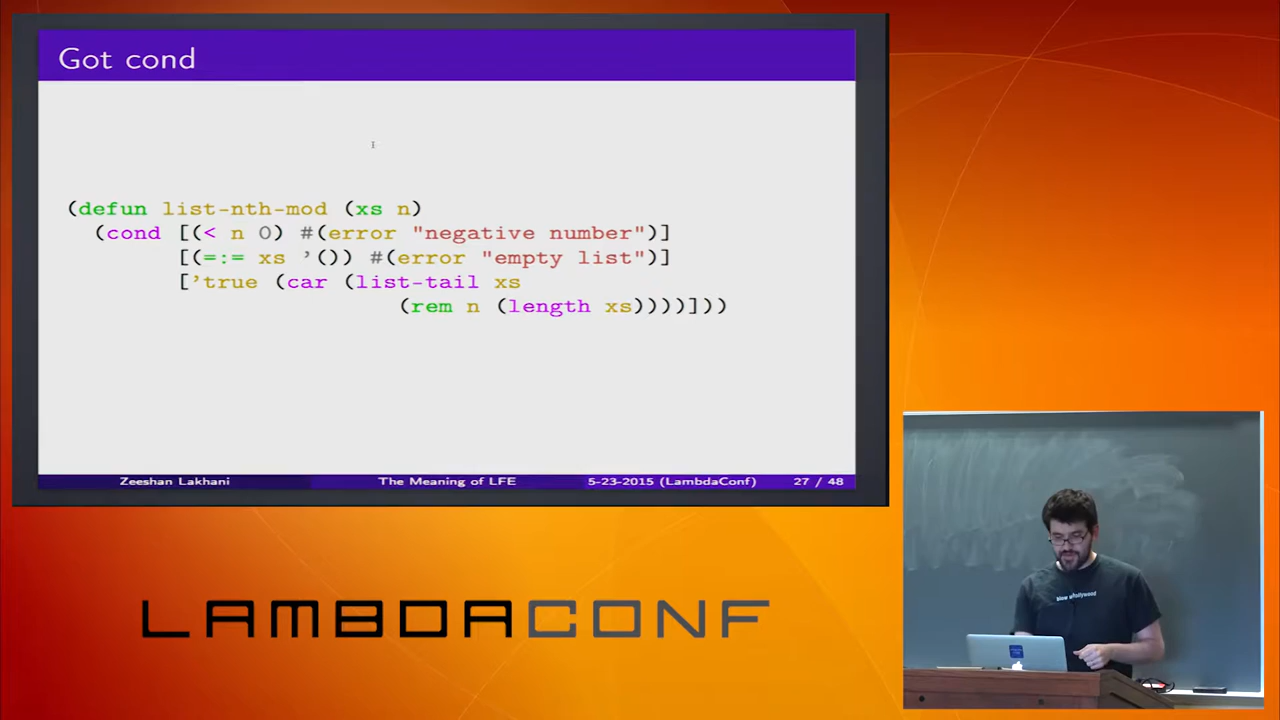 Got cond
(defun list-nth-mod (xs n)
(cond [(< n 0) #(error "negative number")]
[(=:= xs '()) #(error "empty list")]
['true (car (list-tail xs
(rem n (length xs))))]))
Zeeshan Lakhani The Meaning of LFE 5-23-2015 (LambdaConf) 27 / 48
LAMBDACONF